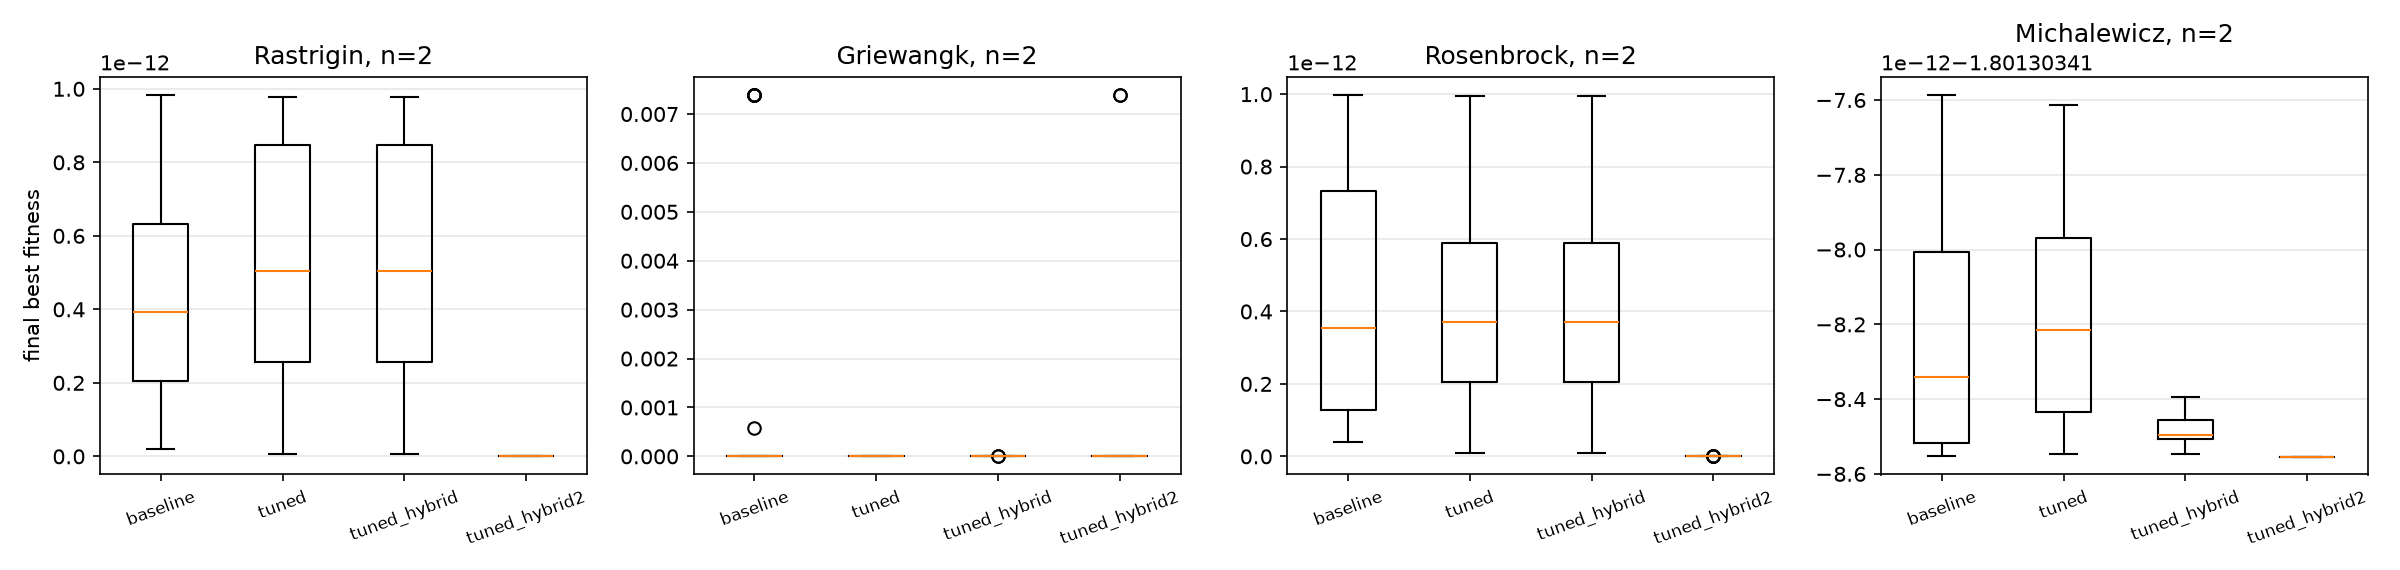 Rastrigin, n=2
1e−12
1.0
0.8
0.6
0.4
0.2
0.0
final best fitness
baseline
tuned
tuned_hybrid
tuned_hybrid2
Griewangk, n=2
0.007
0.006
0.005
0.004
0.003
0.002
0.001
0.000
baseline
tuned
tuned_hybrid
tuned_hybrid2
Rosenbrock, n=2
1e−12
1.0
0.8
0.6
0.4
0.2
0.0
baseline
tuned
tuned_hybrid
tuned_hybrid2
Michalewicz, n=2
1e−12−1.80130341
−7.6
−7.8
−8.0
−8.2
−8.4
−8.6
baseline
tuned
tuned_hybrid
tuned_hybrid2